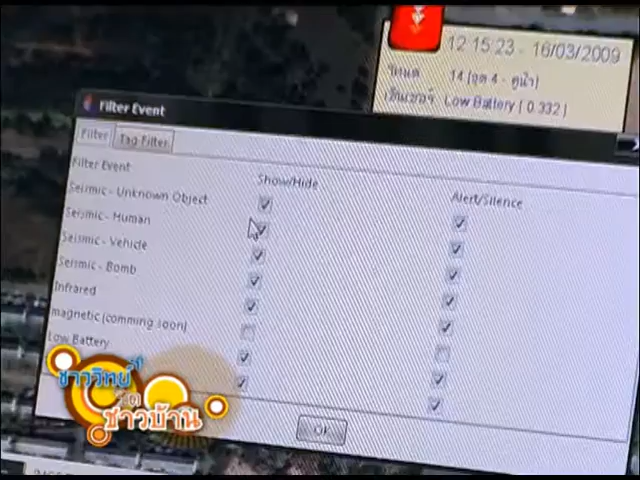 12:15:23 - 16/03/2009
โหนด 14 (จุด 4 - คูน้ำ)
เซ็นเซอร์ Low Battery [ 0.332 ]
Filter Event
Filter Tag Filter
Filter Event Show/Hide Alert/Silence
Seismic - Unknown Object
Seismic - Human
Seismic - Vehicle
Seismic - Bomb
Infrared
magnetic (comming soon)
Low Battery
Ok
ชาววิทย์
ชาวบ้าน